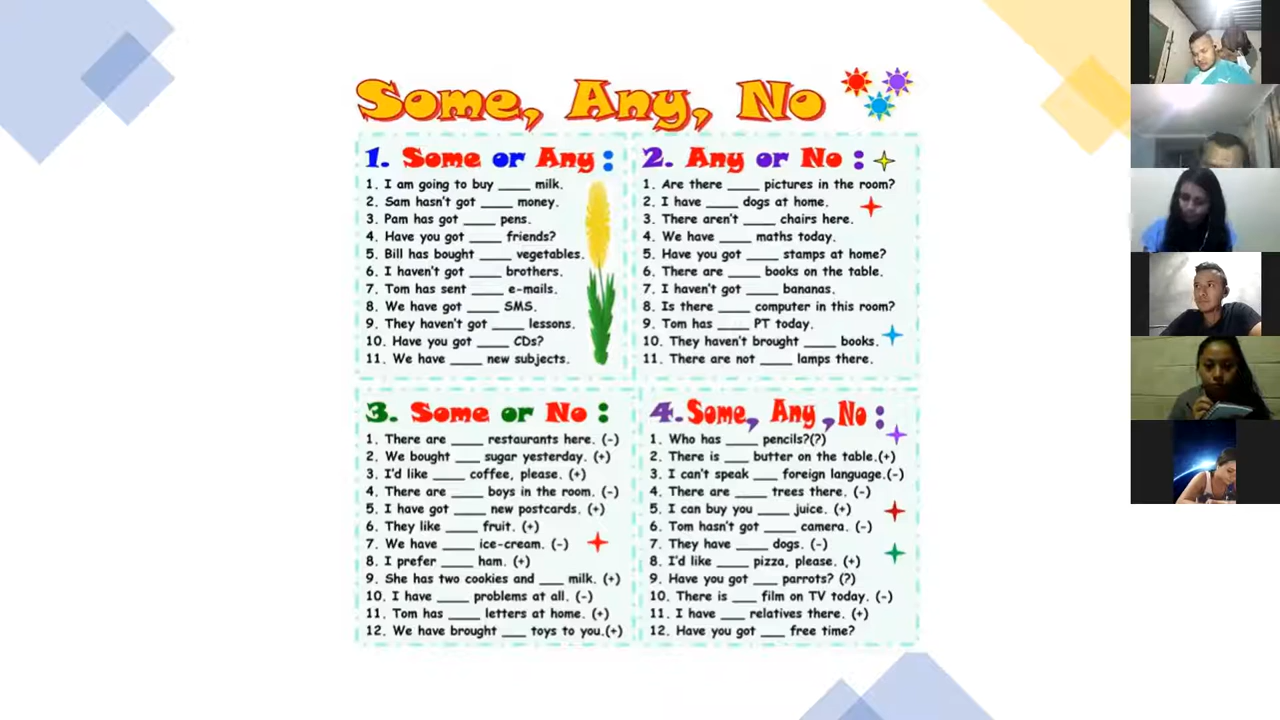 Some, Any, No
1. Some or Any :
1. I am going to buy ____ milk.
2. Sam hasn't got ____ money.
3. Pam has got ____ pens.
4. Have you got ____ friends?
5. Bill has bought ____ vegetables.
6. I haven't got ____ brothers.
7. Tom has sent ____ e-mails.
8. We have got ____ SMS.
9. They haven't got ____ lessons.
10. Have you got ____ CDs?
11. We have ____ new subjects.
2. Any or No :
1. Are there ____ pictures in the room?
2. I have ____ dogs at home.
3. There aren't ____ chairs here.
4. We have ____ maths today.
5. Have you got ____ stamps at home?
6. There are ____ books on the table.
7. I haven't got ____ bananas.
8. Is there ____ computer in this room?
9. Tom has ____ PT today.
10. They haven't brought ____ books.
11. There are not ____ lamps there.
3. Some or No :
1. There are ____ restaurants here. (-)
2. We bought ___ sugar yesterday. (+)
3. I'd like ____ coffee, please. (+)
4. There are ____ boys in the room. (-)
5. I have got ____ new postcards. (+)
6. They like ____ fruit. (+)
7. We have ____ ice-cream. (-)
8. I prefer ____ ham. (+)
9. She has two cookies and ___ milk. (+)
10. I have ____ problems at all. (-)
11. Tom has ____ letters at home. (+)
12. We have brought ___ toys to you.(+)
4. Some, Any ,No :
1. Who has ____ pencils?(?)
2. There is ___ butter on the table.(+)
3. I can't speak ___ foreign language.(-)
4. There are ____ trees there. (-)
5. I can buy you ____ juice. (+)
6. Tom hasn't got ____ camera. (-)
7. They have ____ dogs. (-)
8. I'd like ____ pizza, please. (+)
9. Have you got ___ parrots? (?)
10. There is ___ film on TV today. (-)
11. I have ___ relatives there. (+)
12. Have you got ___ free time?